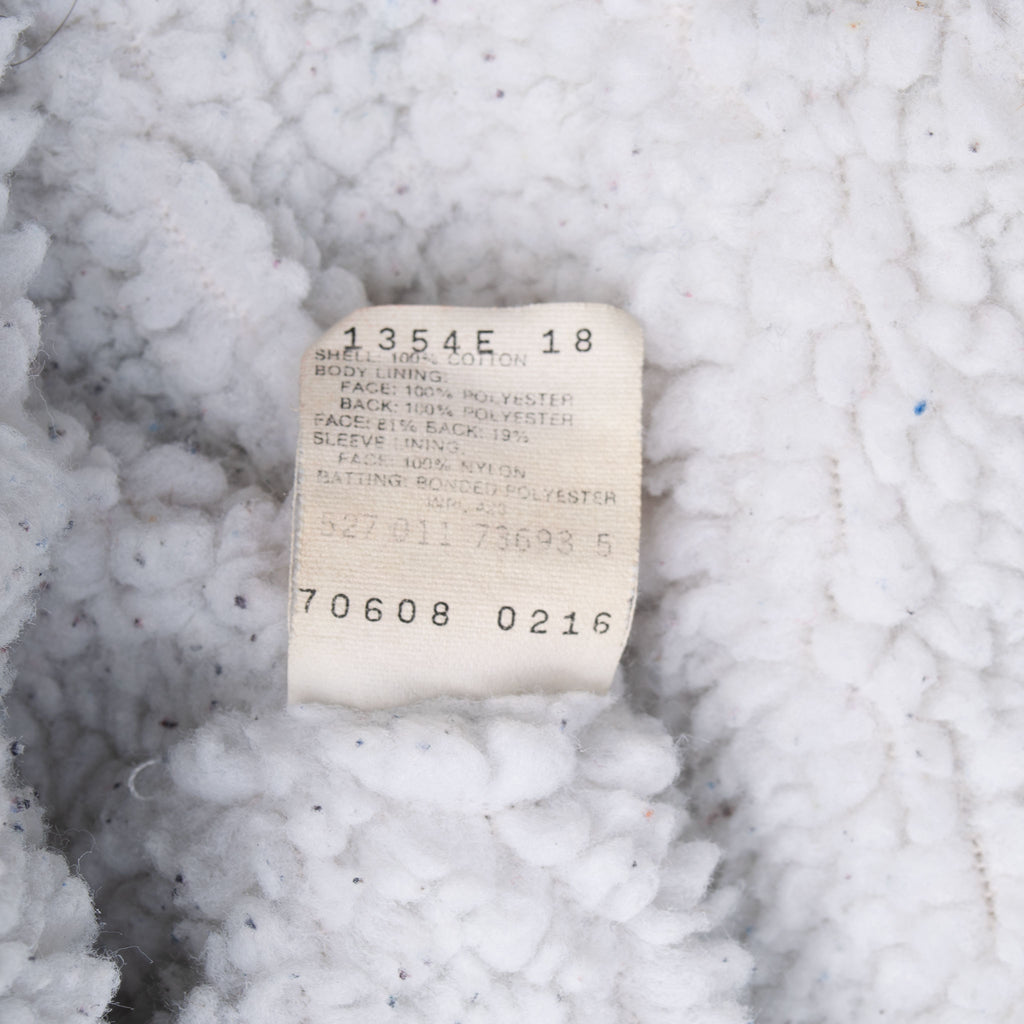 1354E 18
SHELL: 100% COTTON
BODY LINING:
FACE: 100% POLYESTER
BACK: 100% POLYESTER
FACE: 81% BACK: 19%
SLEEVE LINING:
FACE: 100% NYLON
BATTING: BONDED POLYESTER
527 011 73693 5
70608 0216